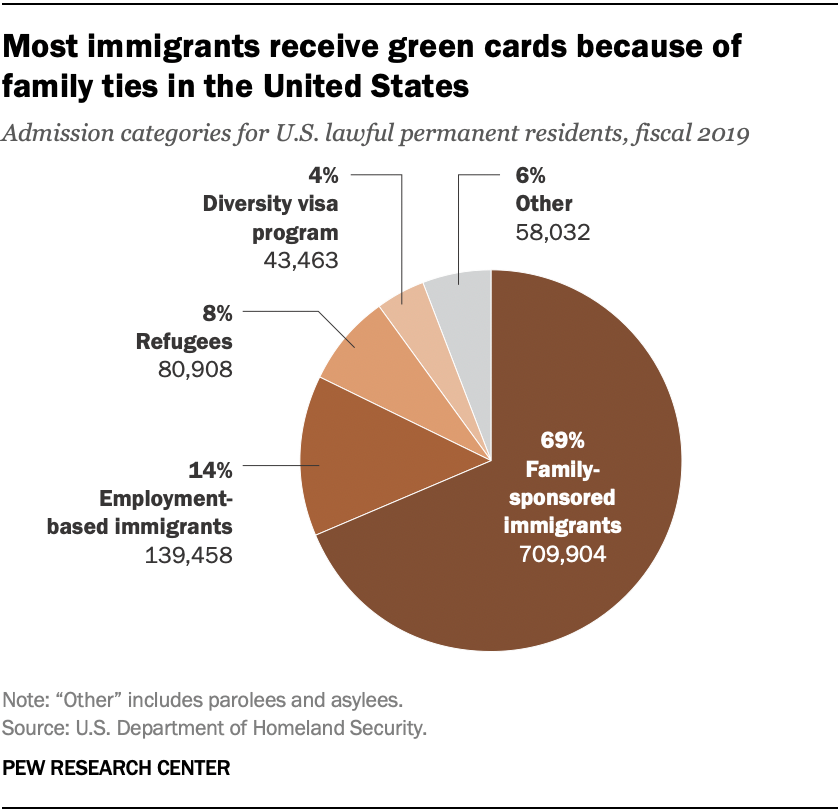 Most immigrants receive green cards because of
family ties in the United States
Admission categories for U.S. lawful permanent residents, fiscal 2019
4%
Diversity visa
program
43,463
6%
Other
58,032
8%
Refugees
80,908
14%
Employment-
based immigrants
139,458
69%
Family-
sponsored
immigrants
709,904
Note: “Other” includes parolees and asylees.
Source: U.S. Department of Homeland Security.
PEW RESEARCH CENTER